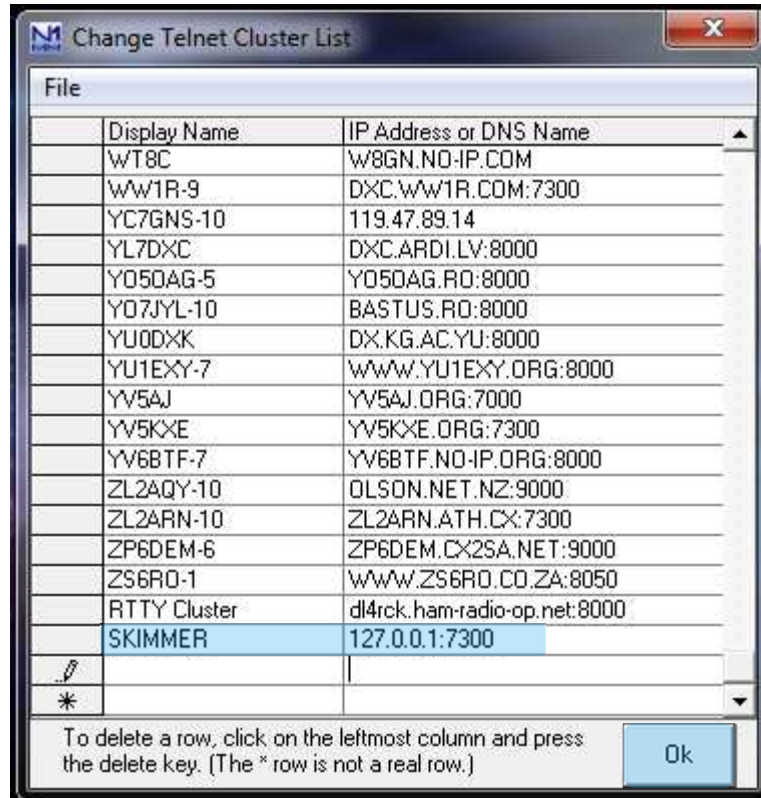 N1 MM Change Telnet Cluster List
File
Display Name IP Address or DNS Name
WT8C W8GN.NO-IP.COM
WW1R-9 DXC.WW1R.COM:7300
YC7GNS-10 119.47.89.14
YL7DXC DXC.ARDI.LV:8000
YO5OAG-5 YO5OAG.RO:8000
YO7JYL-10 BASTUS.RO:8000
YU0DXK DX.KG.AC.YU:8000
YU1EXY-7 WWW.YU1EXY.ORG:8000
YV5AJ YV5AJ.ORG:7000
YV5KXE YV5KXE.ORG:7300
YV6BTF-7 YV6BTF.NO-IP.ORG:8000
ZL2AQY-10 OLSON.NET.NZ:9000
ZL2ARN-10 ZL2ARN.ATH.CX:7300
ZP6DEM-6 ZP6DEM.CX2SA.NET:9000
ZS6RO-1 WWW.ZS6RO.CO.ZA:8050
RTTY Cluster dl4rck.ham-radio-op.net:8000
SKIMMER 127.0.0.1:7300
*
To delete a row, click on the leftmost column and press
the delete key. (The * row is not a real row.)
Ok